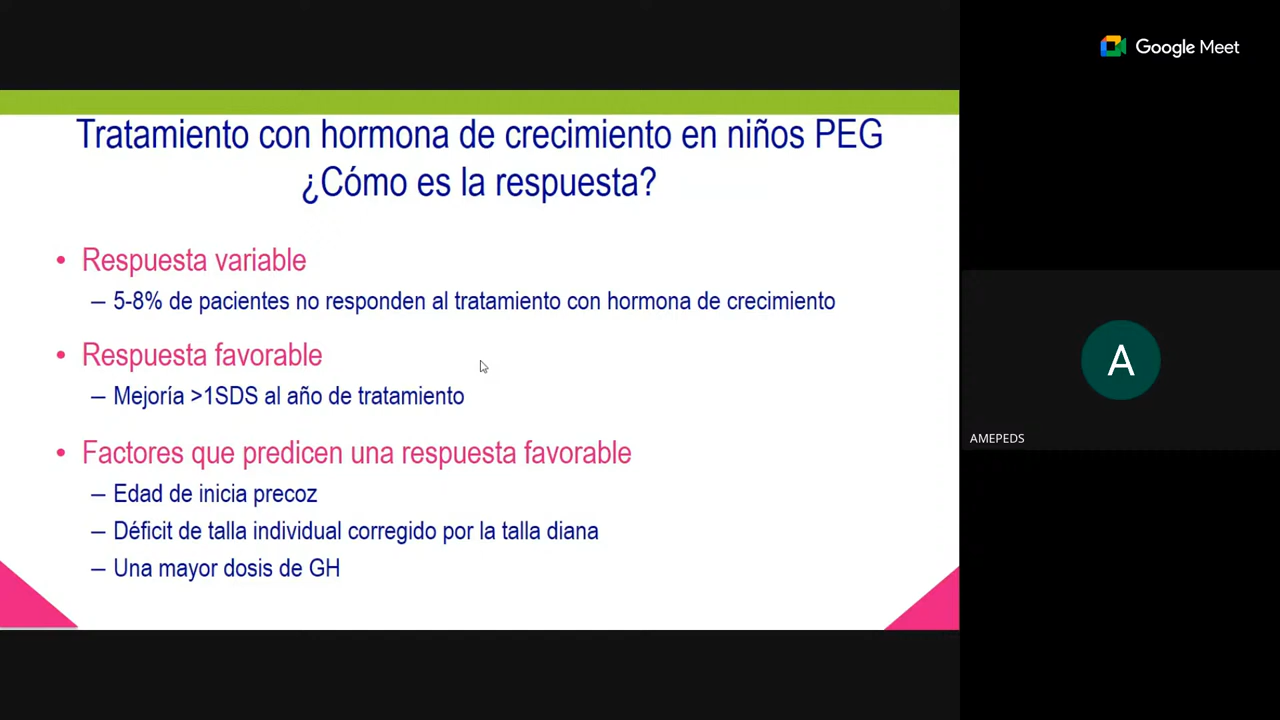 Google Meet
Tratamiento con hormona de crecimiento en niños PEG
¿Cómo es la respuesta?
• Respuesta variable
– 5-8% de pacientes no responden al tratamiento con hormona de crecimiento
• Respuesta favorable
– Mejoría >1SDS al año de tratamiento
• Factores que predicen una respuesta favorable
– Edad de inicia precoz
– Déficit de talla individual corregido por la talla diana
– Una mayor dosis de GH
A
AMEPEDS